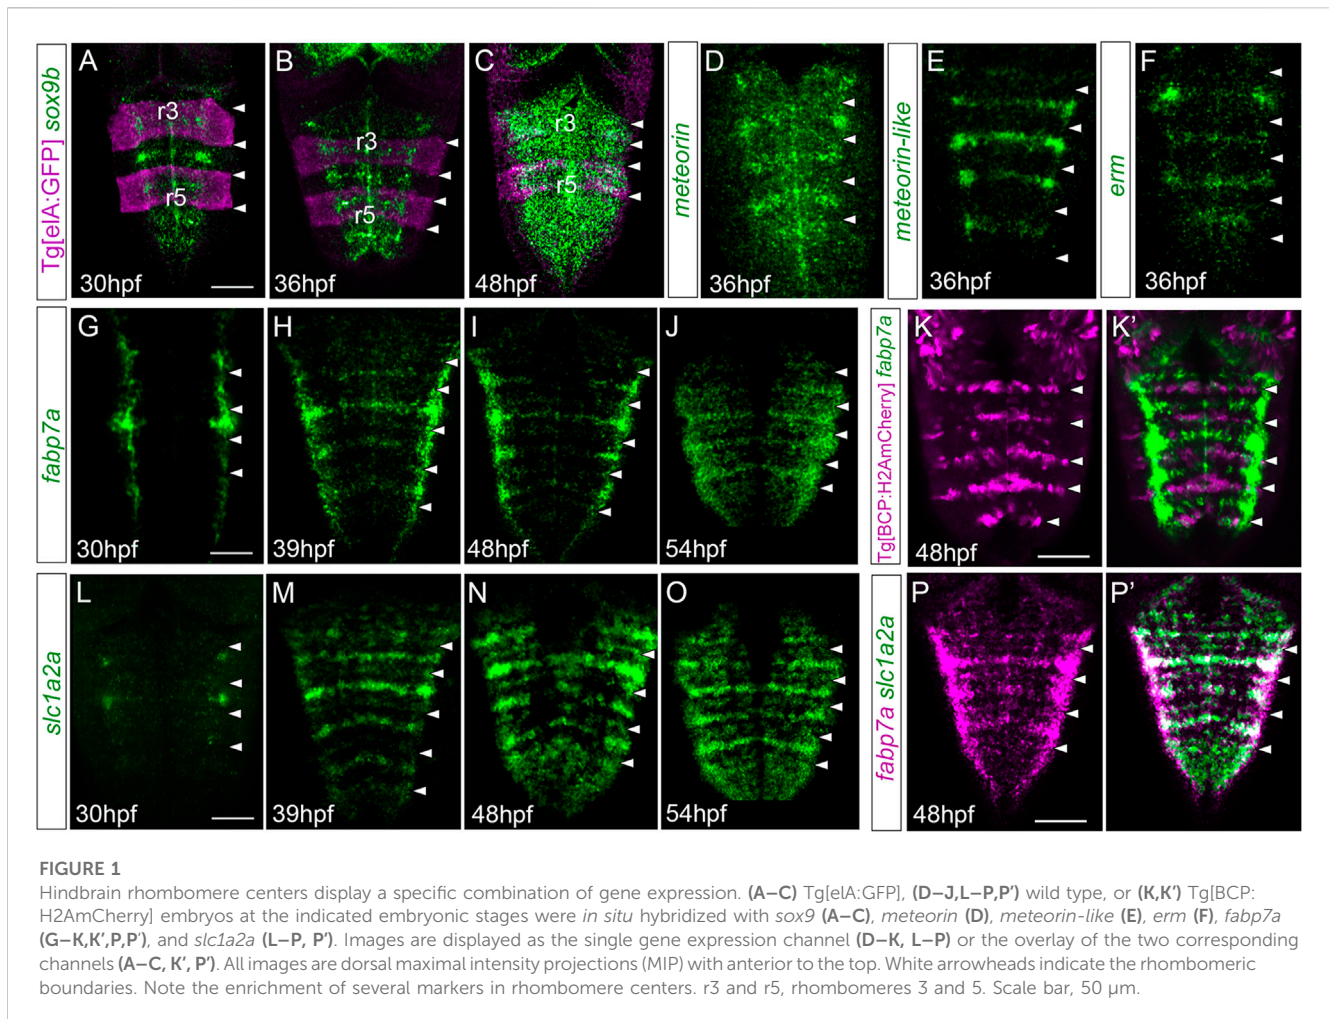 Tg[elA:GFP] sox9b
A
r3
r5
30hpf
B
r3
r5
36hpf
C
r3
r5
48hpf
meteorin
D
36hpf
meteorin-like
E
36hpf
erm
F
36hpf
fabp7a
G
30hpf
H
39hpf
I
48hpf
J
54hpf
Tg[BCP:H2AmCherry] fabp7a
K
48hpf
K’
slc1a2a
L
30hpf
M
39hpf
N
48hpf
O
54hpf
fabp7a slc1a2a
P
48hpf
P’
FIGURE 1
Hindbrain rhombomere centers display a specific combination of gene expression. (A–C) Tg[elA:GFP], (D–J,L–P,P′) wild type, or (K,K′) Tg[BCP:
H2AmCherry] embryos at the indicated embryonic stages were in situ hybridized with sox9 (A–C), meteorin (D), meteorin-like (E), erm (F), fabp7a
(G–K,K′,P,P′), and slc1a2a (L–P, P′). Images are displayed as the single gene expression channel (D–K, L–P) or the overlay of the two corresponding
channels (A–C, K′, P′). All images are dorsal maximal intensity projections (MIP) with anterior to the top. White arrowheads indicate the rhombomeric
boundaries. Note the enrichment of several markers in rhombomere centers. r3 and r5, rhombomeres 3 and 5. Scale bar, 50 μm.